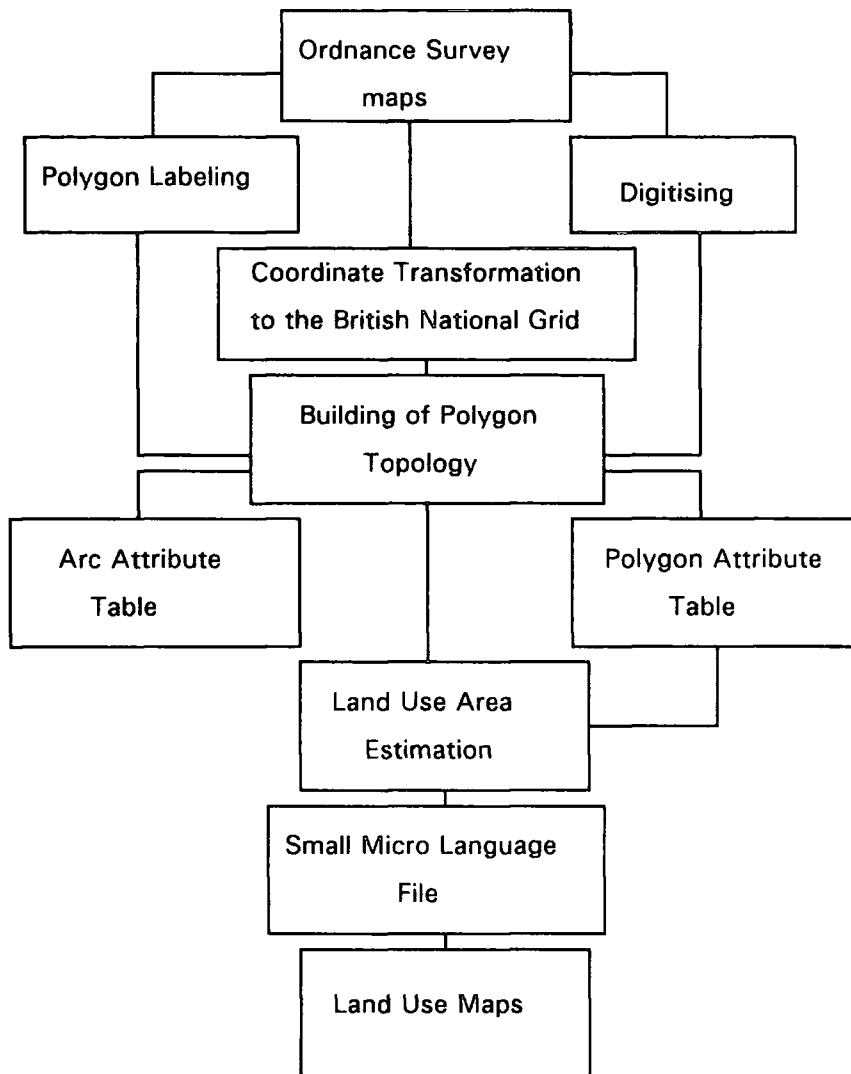 Ordnance Survey
maps
Polygon Labeling
Digitising
Coordinate Transformation
to the British National Grid
Building of Polygon
Topology
Arc Attribute
Table
Polygon Attribute
Table
Land Use Area
Estimation
Small Micro Language
File
Land Use Maps